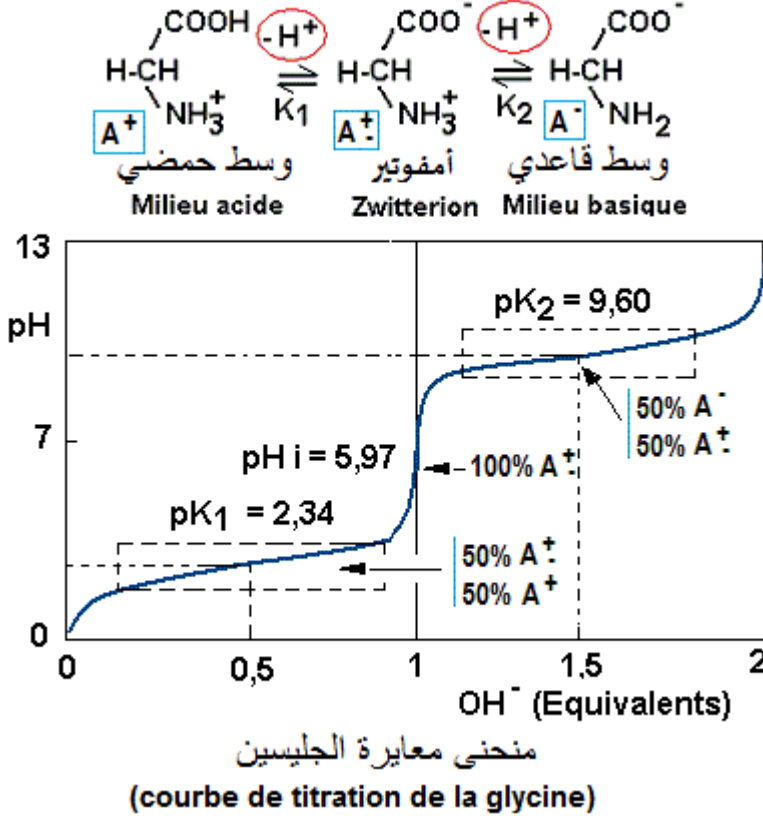 COOH -H⁺ COO⁻ -H⁺ COO⁻
H-CH ⇌ H-CH ⇌ H-CH
A⁺ NH₃⁺ K₁ A⁺₋ NH₃⁺ K₂ A⁻ NH₂
وسط حمضي أمفوتير وسط قاعدي
Milieu acide Zwitterion Milieu basique
13
pK₂ = 9,60
pH
50% A⁻
50% A⁺₋
7
pH i = 5,97 100% A⁺₋
pK₁ = 2,34
50% A⁺₋
50% A⁺
0
0 0,5 1 1,5 2
OH⁻ (Equivalents)
منحنى معايرة الجليسين
(courbe de titration de la glycine)